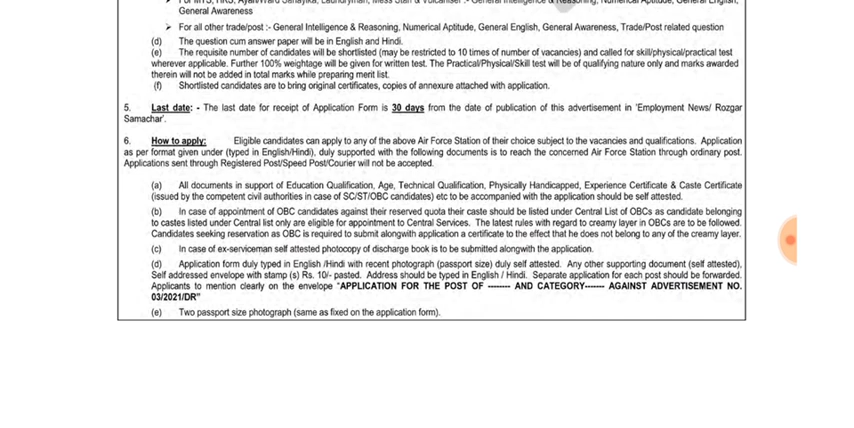 For MTS, HKS, Ayah/Ward Sahayika, Laundryman, Mess Staff & Vulcaniser :- General Intelligence & Reasoning, Numerical Aptitude, General English,
General Awareness
➢ For all other trade/post :- General Intelligence & Reasoning, Numerical Aptitude, General English, General Awareness, Trade/Post related question
(d) The question cum answer paper will be in English and Hindi.
(e) The requisite number of candidates will be shortlisted (may be restricted to 10 times of number of vacancies) and called for skill/physical/practical test
wherever applicable. Further 100% weightage will be given for written test. The Practical/Physical/Skill test will be of qualifying nature only and marks awarded
therein will not be added in total marks while preparing merit list.
(f) Shortlisted candidates are to bring original certificates, copies of annexure attached with application.
5. Last date: - The last date for receipt of Application Form is 30 days from the date of publication of this advertisement in 'Employment News/ Rozgar
Samachar'.
6. How to apply: Eligible candidates can apply to any of the above Air Force Station of their choice subject to the vacancies and qualifications. Application
as per format given under (typed in English/Hindi), duly supported with the following documents is to reach the concerned Air Force Station through ordinary post.
Applications sent through Registered Post/Speed Post/Courier will not be accepted.
(a) All documents in support of Education Qualification, Age, Technical Qualification, Physically Handicapped, Experience Certificate & Caste Certificate
(issued by the competent civil authorities in case of SC/ST/OBC candidates) etc to be accompanied with the application should be self attested.
(b) In case of appointment of OBC candidates against their reserved quota their caste should be listed under Central List of OBCs as candidate belonging
to castes listed under Central list only are eligible for appointment to Central Services. The latest rules with regard to creamy layer in OBCs are to be followed.
Candidates seeking reservation as OBC is required to submit alongwith application a certificate to the effect that he does not belong to any of the creamy layer.
(c) In case of ex-serviceman self attested photocopy of discharge book is to be submitted alongwith the application.
(d) Application form duly typed in English /Hindi with recent photograph (passport size) duly self attested. Any other supporting document (self attested),
Self addressed envelope with stamp (s) Rs. 10/- pasted. Address should be typed in English / Hindi. Separate application for each post should be forwarded.
Applicants to mention clearly on the envelope "APPLICATION FOR THE POST OF -------- AND CATEGORY------- AGAINST ADVERTISEMENT NO.
03/2021/DR"
(e) Two passport size photograph (same as fixed on the application form).